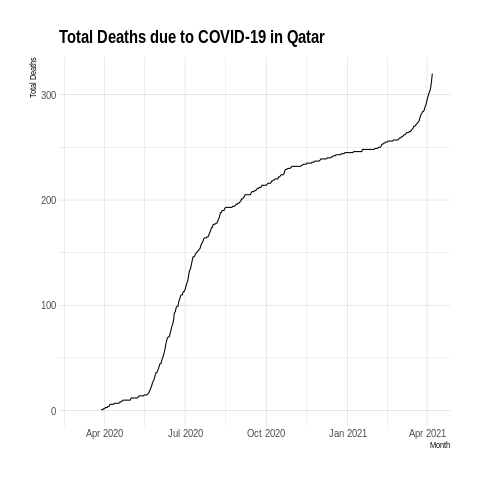 Total Deaths due to COVID-19 in Qatar
Total Deaths
300
200
100
0
Apr 2020 Jul 2020 Oct 2020 Jan 2021 Apr 2021
Month